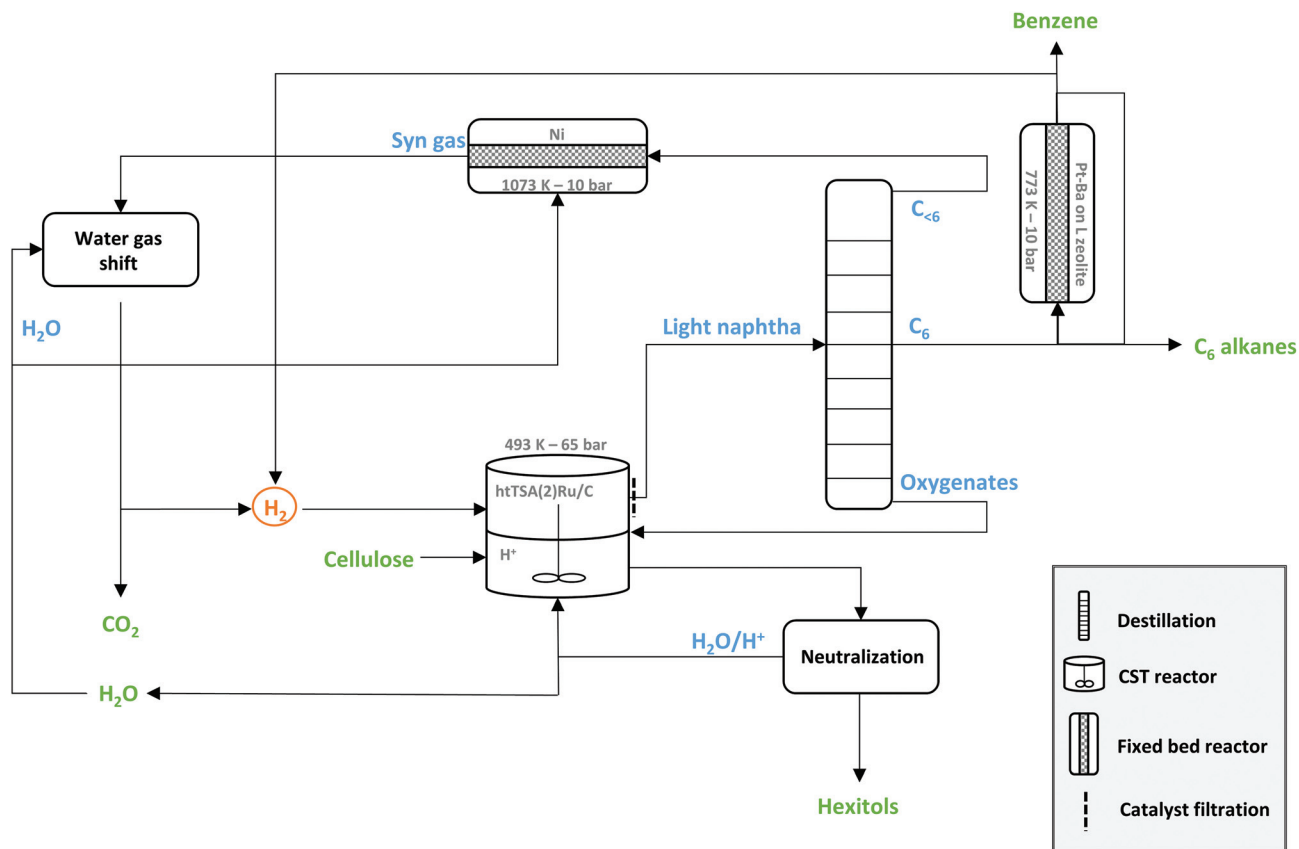 Benzene
Syn gas
Ni
1073 K – 10 bar
Pt-Ba on L zeolite
773 K – 10 bar
C<6
Water gas
shift
H2O
Light naphtha
C6
C6 alkanes
493 K – 65 bar
htTSA(2)Ru/C
Oxygenates
H2
Cellulose
H+
CO2
H2O/H+
Neutralization
H2O
Hexitols
Destillation
CST reactor
Fixed bed reactor
Catalyst filtration